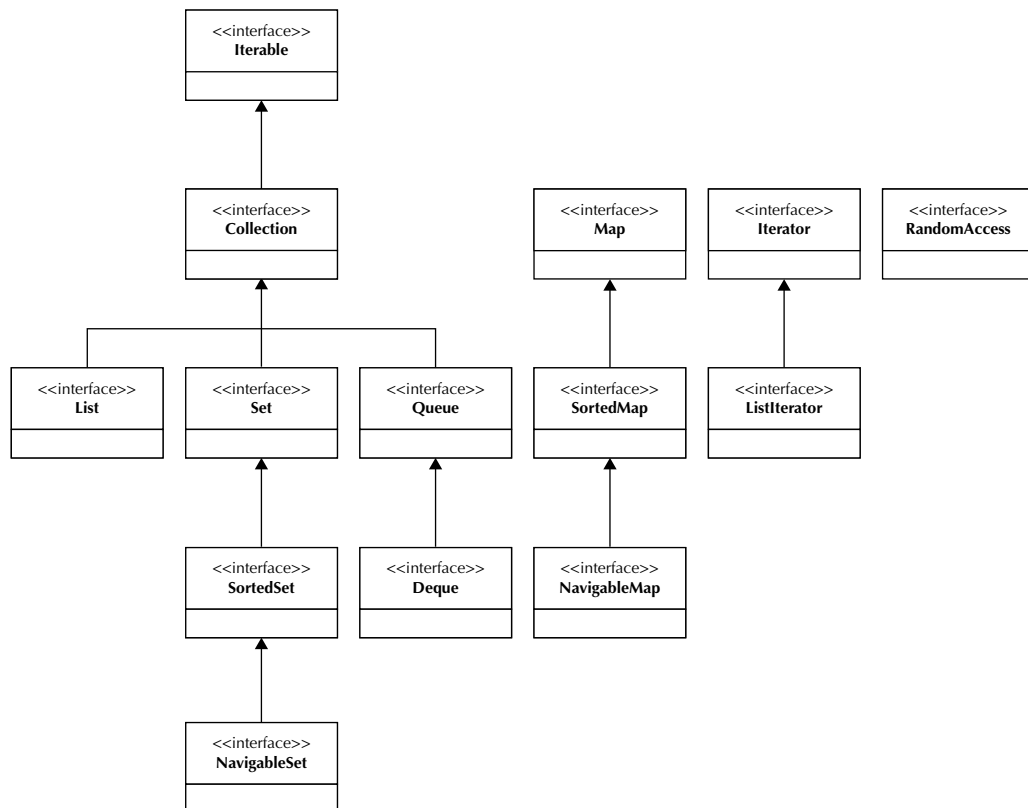 <<interface>>
Iterable
<<interface>>
Collection
<<interface>>
Map
<<interface>>
Iterator
<<interface>>
RandomAccess
<<interface>>
List
<<interface>>
Set
<<interface>>
Queue
<<interface>>
SortedMap
<<interface>>
ListIterator
<<interface>>
SortedSet
<<interface>>
Deque
<<interface>>
NavigableMap
<<interface>>
NavigableSet